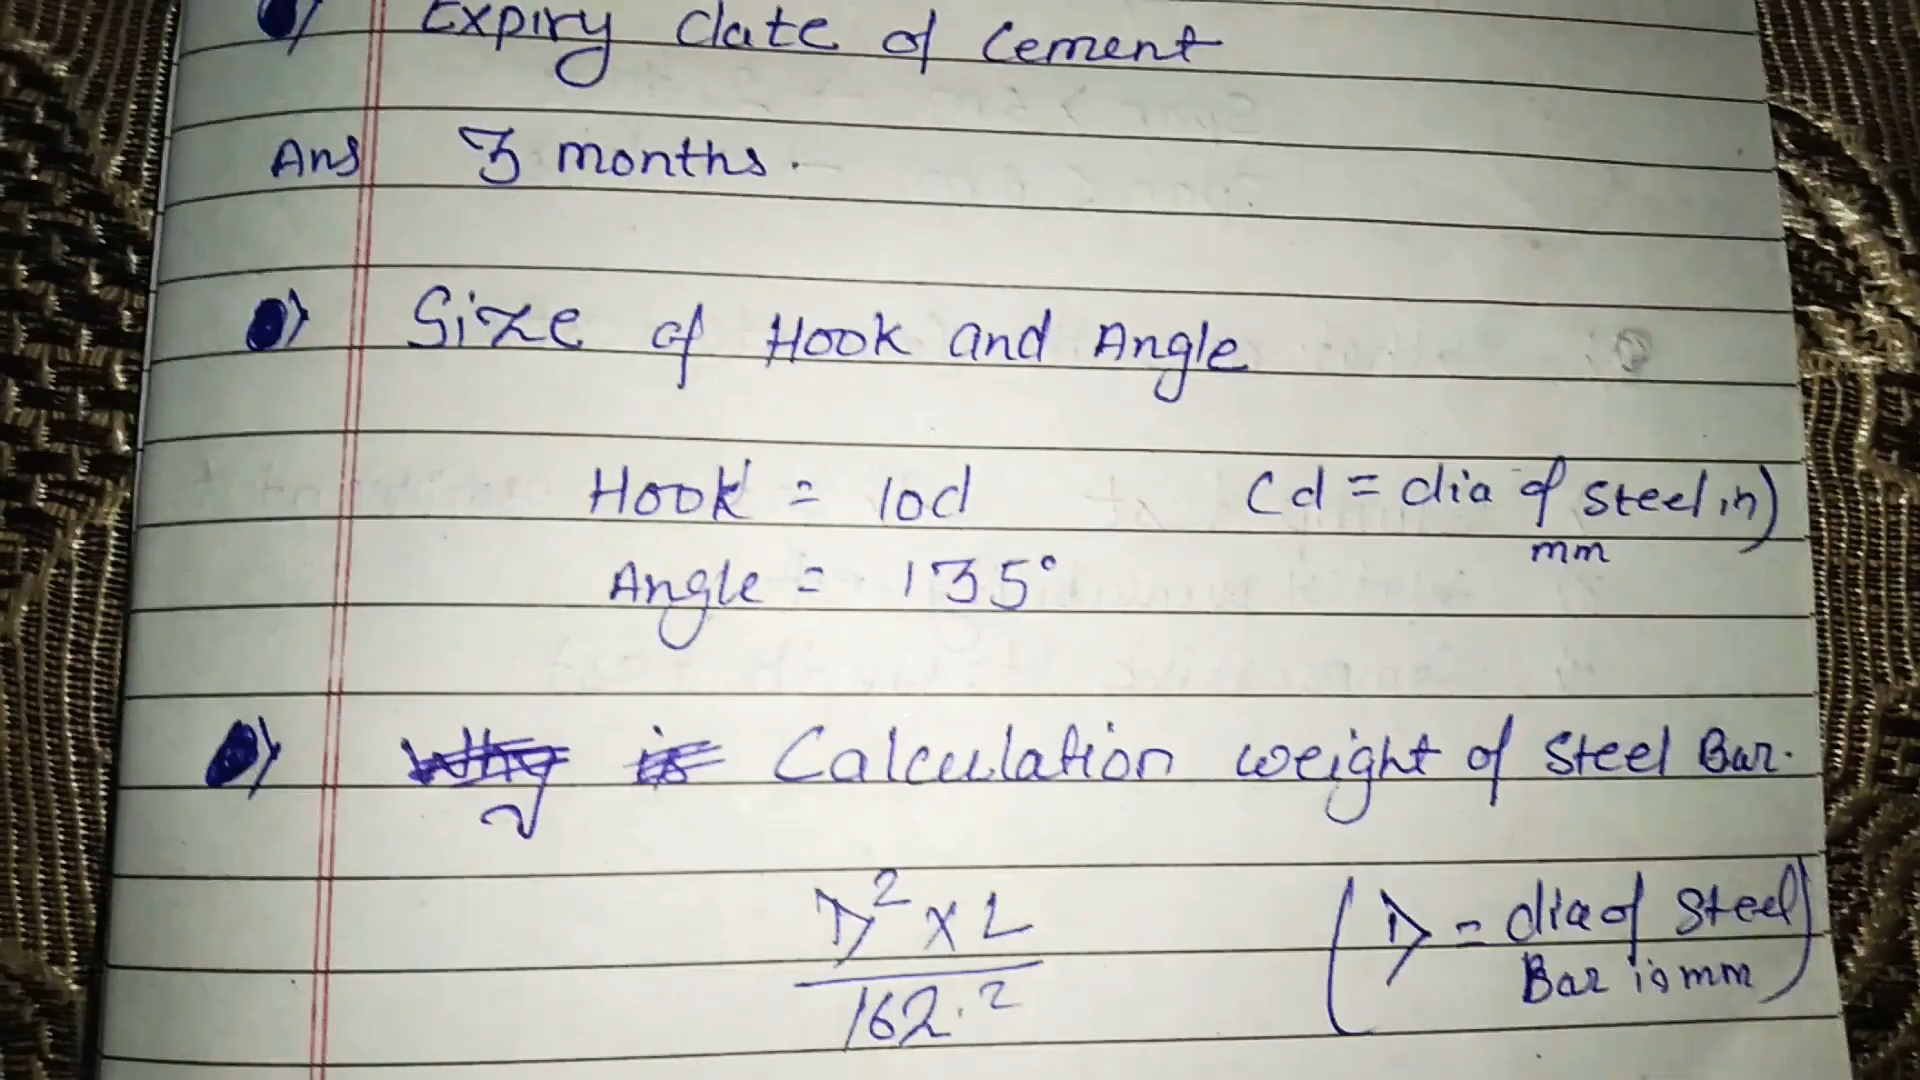 Expiry date of Cement
Ans 3 months.
Size of Hook and Angle
Hook = 10d (d = dia of steel in mm)
Angle = 135°
Calculation weight of Steel Bar.
D² x L
162.2
(D = dia of Steel Bar is mm)